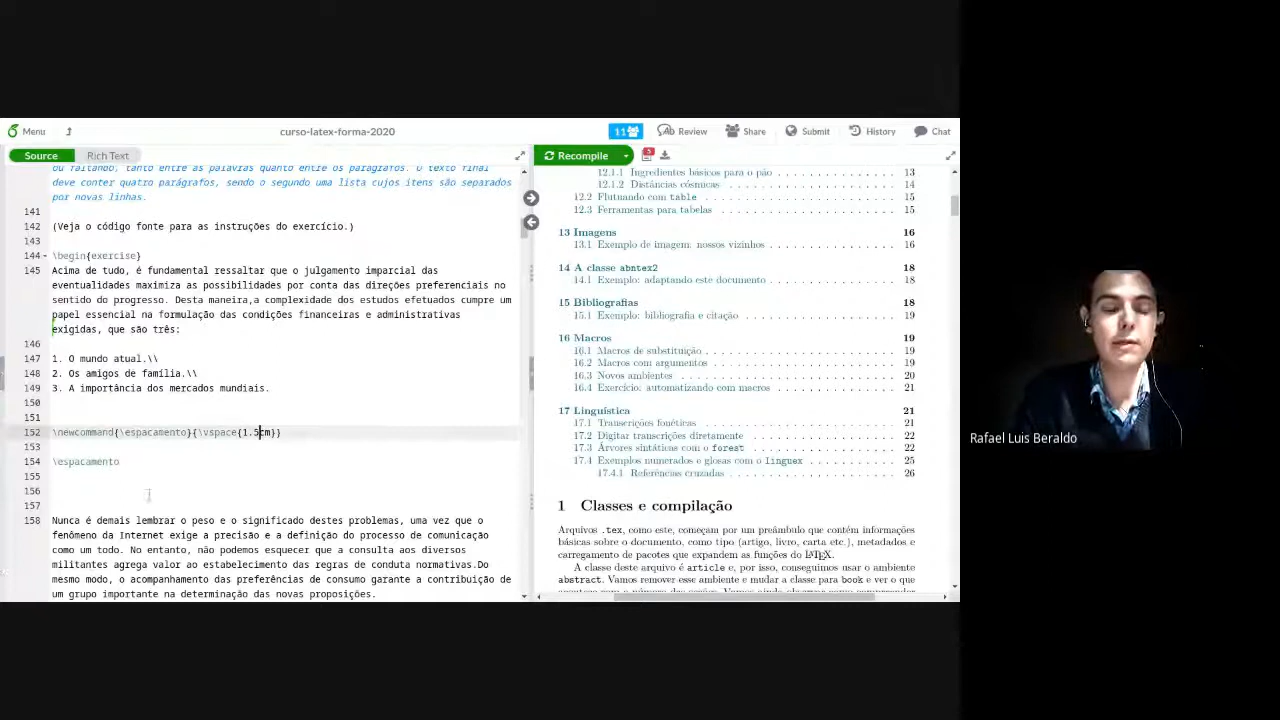 Menu
curso-latex-forma-2020
11
Review
Share
Submit
History
Chat
Source
Rich Text
Recompile
ou faltando, tanto entre as palavras quanto entre os parágrafos. O texto final
deve conter quatro parágrafos, sendo o segundo uma lista cujos itens são separados
por novas linhas.
141
142 (Veja o código fonte para as instruções do exercício.)
143
144 \begin{exercise}
145 Acima de tudo, é fundamental ressaltar que o julgamento imparcial das
eventualidades maximiza as possibilidades por conta das direções preferenciais no
sentido do progresso. Desta maneira,a complexidade dos estudos efetuados cumpre um
papel essencial na formulação das condições financeiras e administrativas
exigidas, que são três:
146
147 1. O mundo atual.\\
148 2. Os amigos de família.\\
149 3. A importância dos mercados mundiais.
150
151
152 \newcommand{\espacamento}{\vspace{1.5cm}}
153
154 \espacamento
155
156
157
158 Nunca é demais lembrar o peso e o significado destes problemas, uma vez que o
fenômeno da Internet exige a precisão e a definição do processo de comunicação
como um todo. No entanto, não podemos esquecer que a consulta aos diversos
militantes agrega valor ao estabelecimento das regras de conduta normativas.Do
mesmo modo, o acompanhamento das preferências de consumo garante a contribuição de
um grupo importante na determinação das novas proposições.
12.1.1 Ingredientes básicos para o pão . . . . . . . . . . . 13
12.1.2 Distâncias cósmicas . . . . . . . . . . . 14
12.2 Flutuando com table . . . . . . . . . . . 15
12.3 Ferramentas para tabelas . . . . . . . . . . . 15
13 Imagens 16
13.1 Exemplo de imagem: nossos vizinhos . . . . . . . . . . . 16
14 A classe abntex2 18
14.1 Exemplo: adaptando este documento . . . . . . . . . . . 18
15 Bibliografias 18
15.1 Exemplo: bibliografia e citação . . . . . . . . . . . 19
16 Macros 19
16.1 Macros de substituição . . . . . . . . . . . 19
16.2 Macros com argumentos . . . . . . . . . . . 19
16.3 Novos ambientes . . . . . . . . . . . 20
16.4 Exercício: automatizando com macros . . . . . . . . . . . 21
17 Linguística 21
17.1 Transcrições fonéticas . . . . . . . . . . . 21
17.2 Digitar transcrições diretamente . . . . . . . . . . . 22
17.3 Árvores sintáticas com o forest . . . . . . . . . . . 22
17.4 Exemplos numerados e glosas com o linguex . . . . . . . . . . . 25
17.4.1 Referências cruzadas . . . . . . . . . . . 26
1 Classes e compilação
Arquivos .tex, como este, começam por um preâmbulo que contém informações
básicas sobre o documento, como tipo (artigo, livro, carta etc.), metadados e
carregamento de pacotes que expandem as funções do LATEX.
A classe deste arquivo é article e, por isso, conseguimos usar o ambiente
abstract. Vamos remover esse ambiente e mudar a classe para book e ver o que
Rafael Luis Beraldo